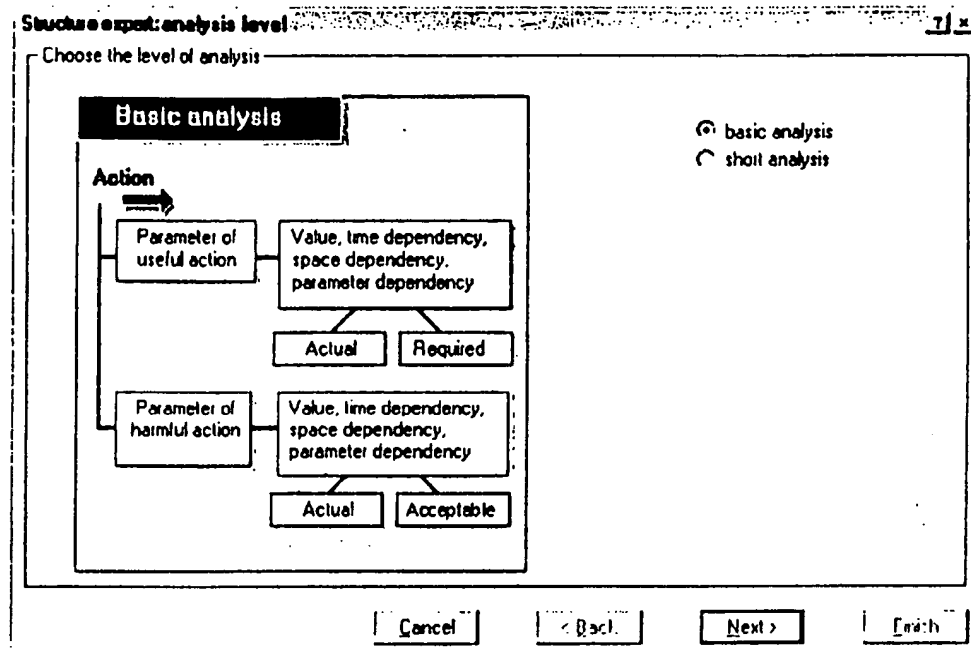 Structure expert: analysis level
? ×
Choose the level of analysis
Basic analysis
basic analysis
short analysis
Action
Parameter of
useful action
Value, time dependency,
space dependency,
parameter dependency
Actual
Required
Parameter of
harmful action
Value, time dependency,
space dependency,
parameter dependency
Actual
Acceptable
Cancel
< Back
Next >
Finish